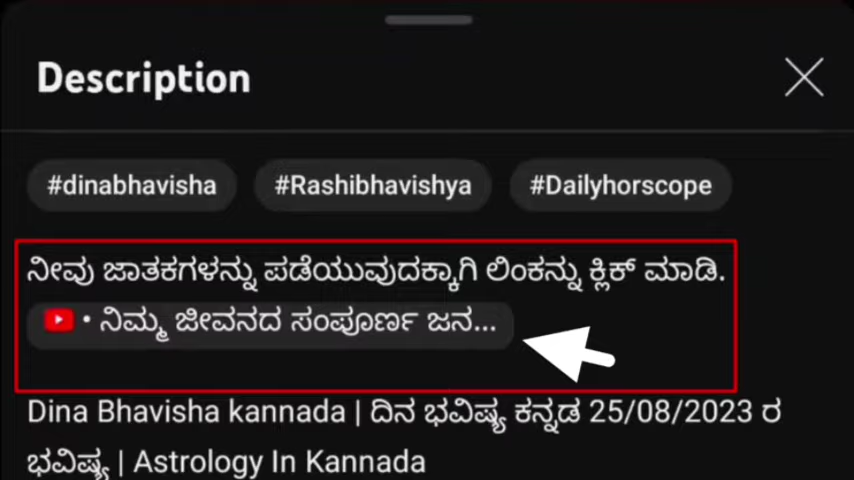 Description
#dinabhavisha #Rashibhavishya #Dailyhorscope
ನೀವು ಜಾತಕಗಳನ್ನು ಪಡೆಯುವುದಕ್ಕಾಗಿ ಲಿಂಕನ್ನು ಕ್ಲಿಕ್ ಮಾಡಿ.
• ನಿಮ್ಮ ಜೀವನದ ಸಂಪೂರ್ಣ ಜನ...
Dina Bhavisha kannada | ದಿನ ಭವಿಷ್ಯ ಕನ್ನಡ 25/08/2023 ರ
ಭವಿಷ್ಯ | Astrology In Kannada